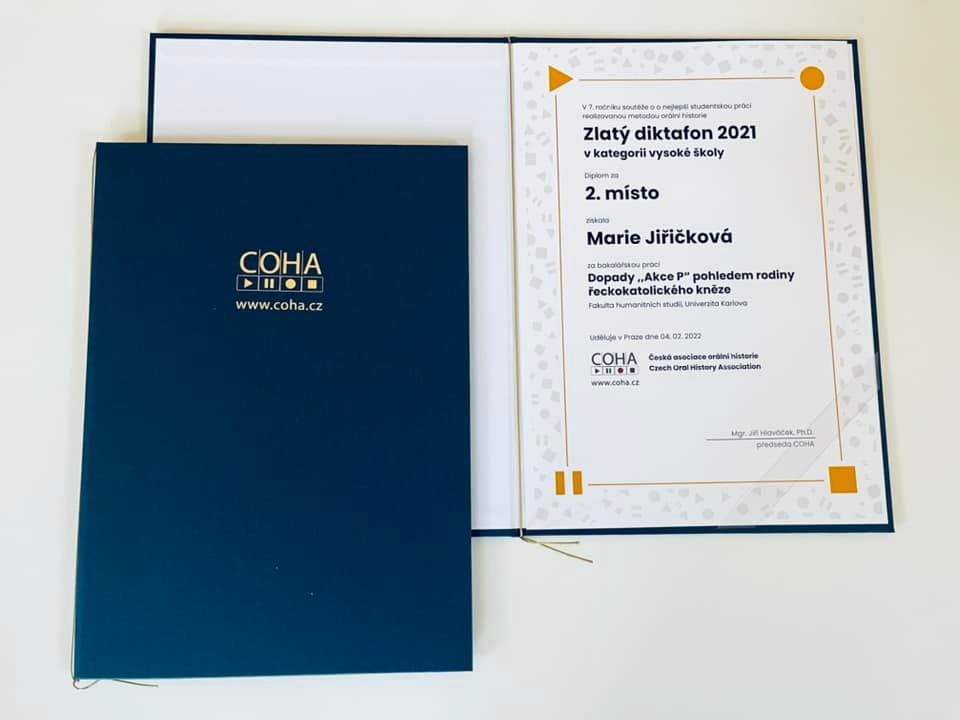 COHA
www.coha.cz
V 7. ročníku soutěže o o nejlepší studentskou práci
realizovanou metodou orální historie
Zlatý diktafon 2021
v kategorii vysoké školy
Diplom za
2. místo
získala
Marie Jiřičková
za bakalářskou práci
Dopady ,,Akce P“ pohledem rodiny
řeckokatolického kněze
Fakulta humanitních studií, Univerzita Karlova
Uděluje v Praze dne 04. 02. 2022
COHA
www.coha.cz
Česká asociace orální historie
Czech Oral History Association
Mgr. Jiří Hlaváček, Ph.D.
předseda COHA